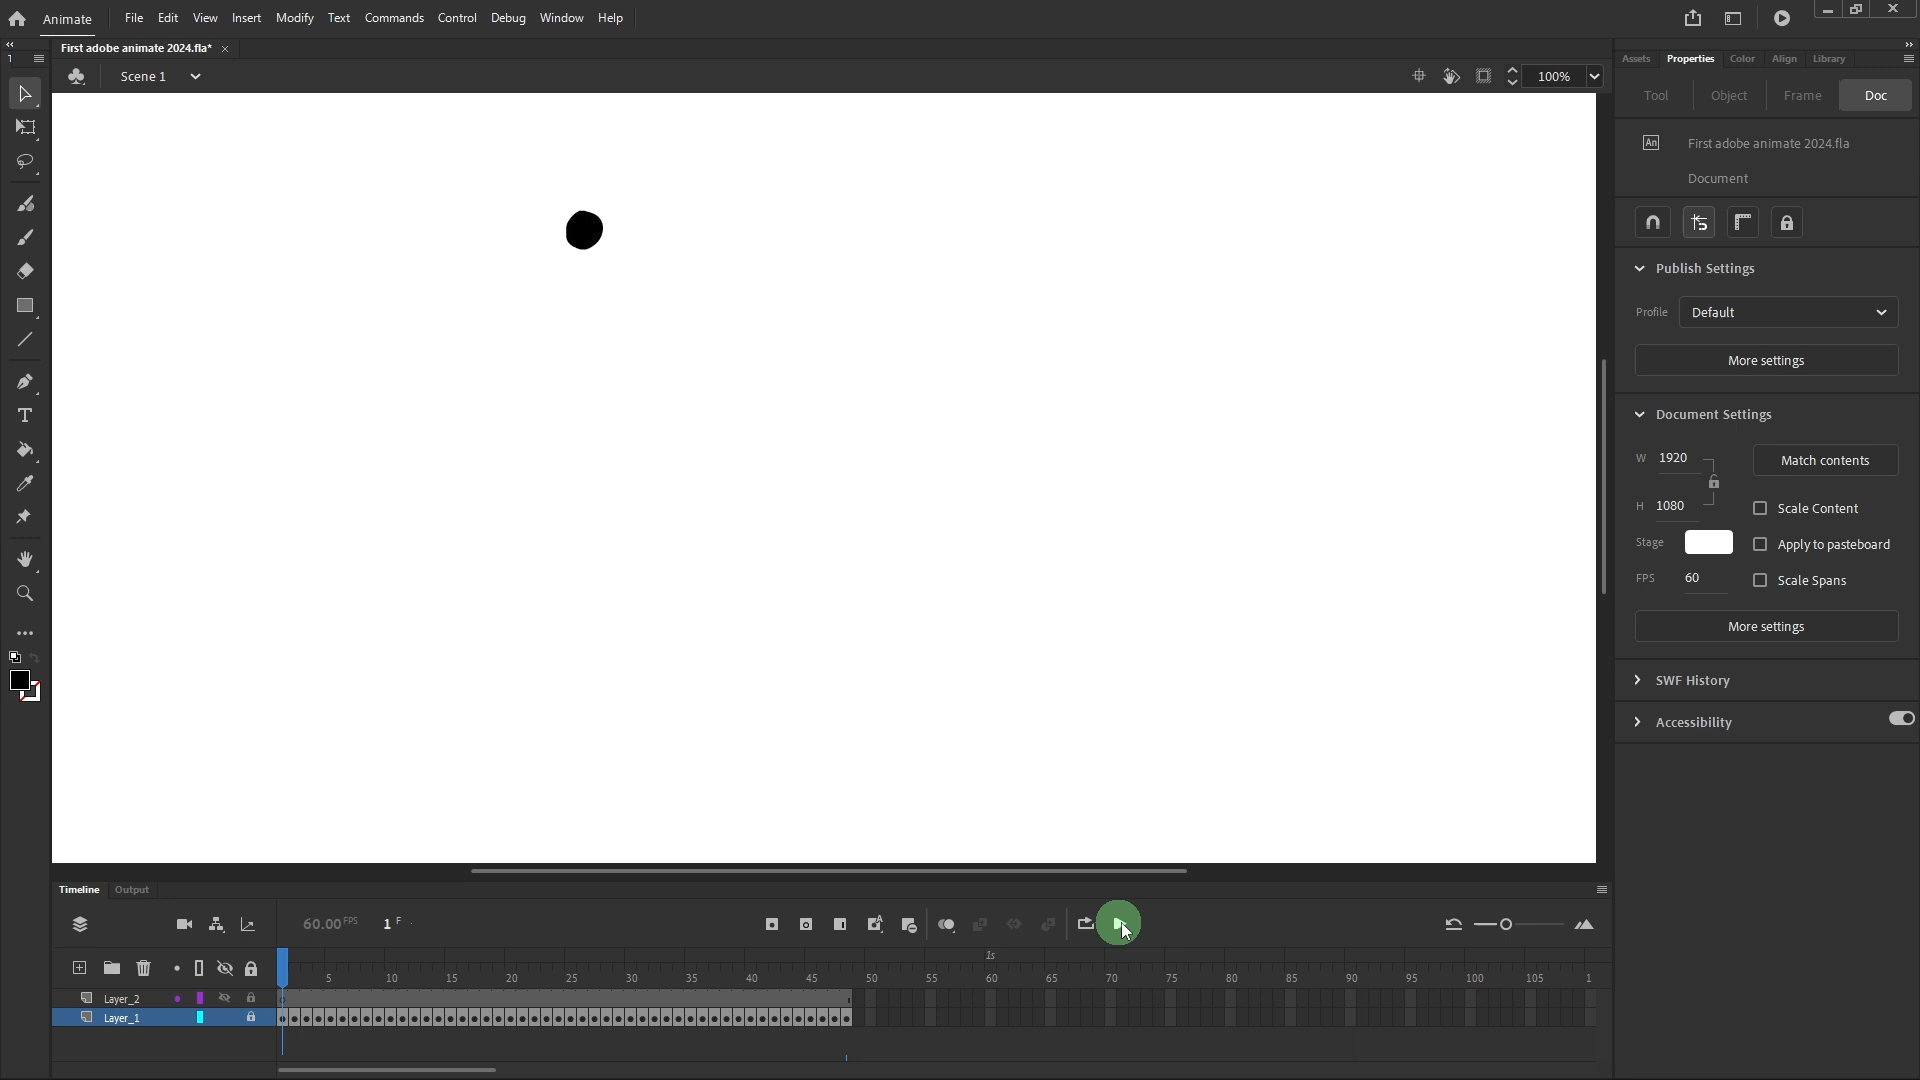 Animate File Edit View Insert Modify Text Commands Control Debug Window Help
First adobe animate 2024.fla*
Scene 1 100%
Assets Properties Color Align Library
Tool Object Frame Doc
An First adobe animate 2024.fla
Document
Publish Settings
Profile Default
More settings
Document Settings
W 1920 Match contents
H 1080 Scale Content
Stage Apply to pasteboard
FPS 60 Scale Spans
More settings
SWF History
Accessibility
Timeline Output
60.00 FPS 1 F
1s
5 10 15 20 25 30 35 40 45 50 55 60 65 70 75 80 85 90 95 100 105 1
Layer_2
Layer_1